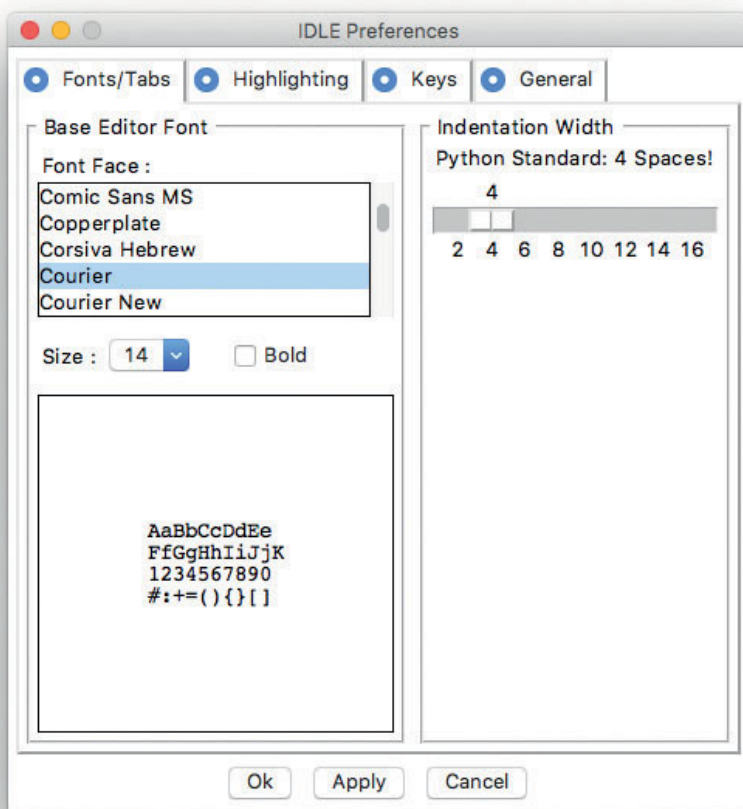 IDLE Preferences
Fonts/Tabs Highlighting Keys General
Base Editor Font
Font Face :
Comic Sans MS
Copperplate
Corsiva Hebrew
Courier
Courier New
Size : 14 Bold
AaBbCcDdEe
FfGgHhIiJjK
1234567890
#:+=(){}[]
Indentation Width
Python Standard: 4 Spaces!
4
2 4 6 8 10 12 14 16
Ok Apply Cancel